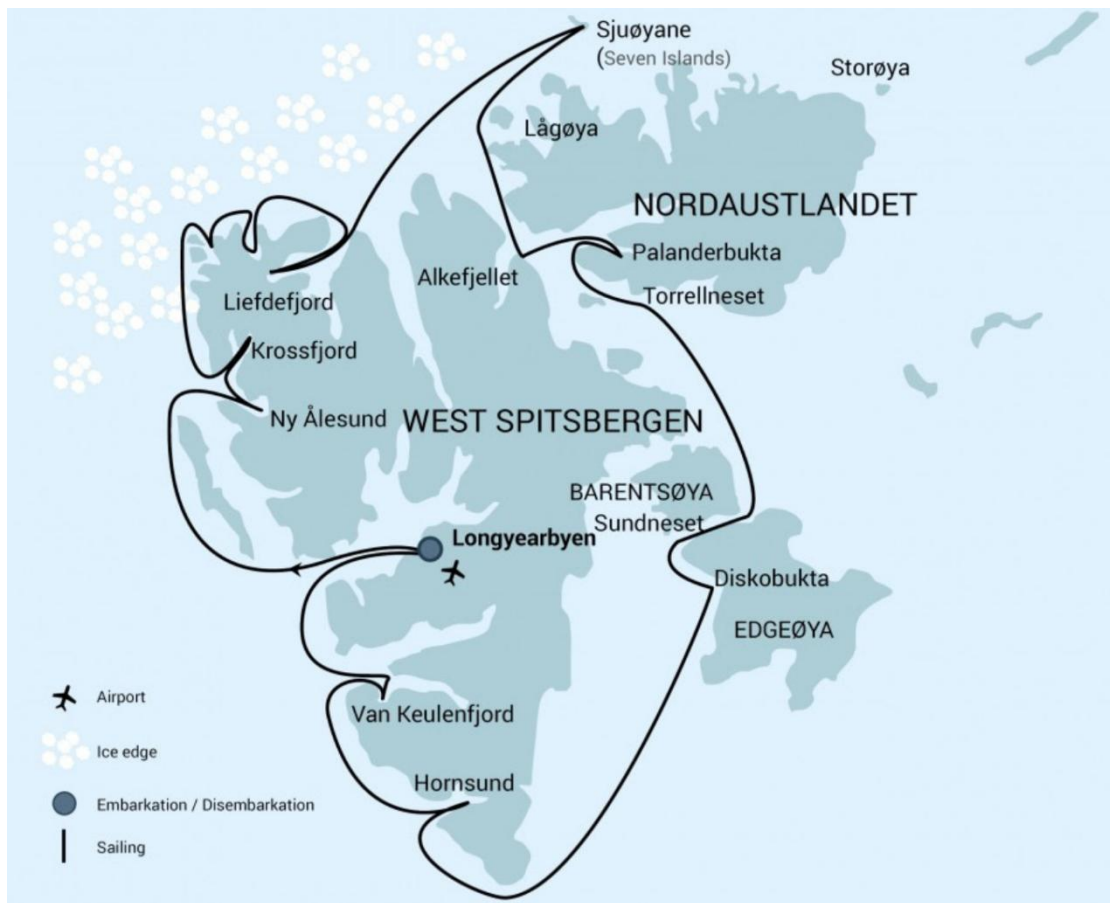 Sjuøyane
(Seven Islands)
Storøya
Lågøya
NORDAUSTLANDET
Palanderbukta
Alkefjellet
Torrellneset
Liefdefjord
Krossfjord
Ny Ålesund
WEST SPITSBERGEN
BARENTSØYA
Sundneset
Longyearbyen
Diskobukta
EDGEØYA
Airport
Van Keulenfjord
Ice edge
Hornsund
Embarkation / Disembarkation
Sailing